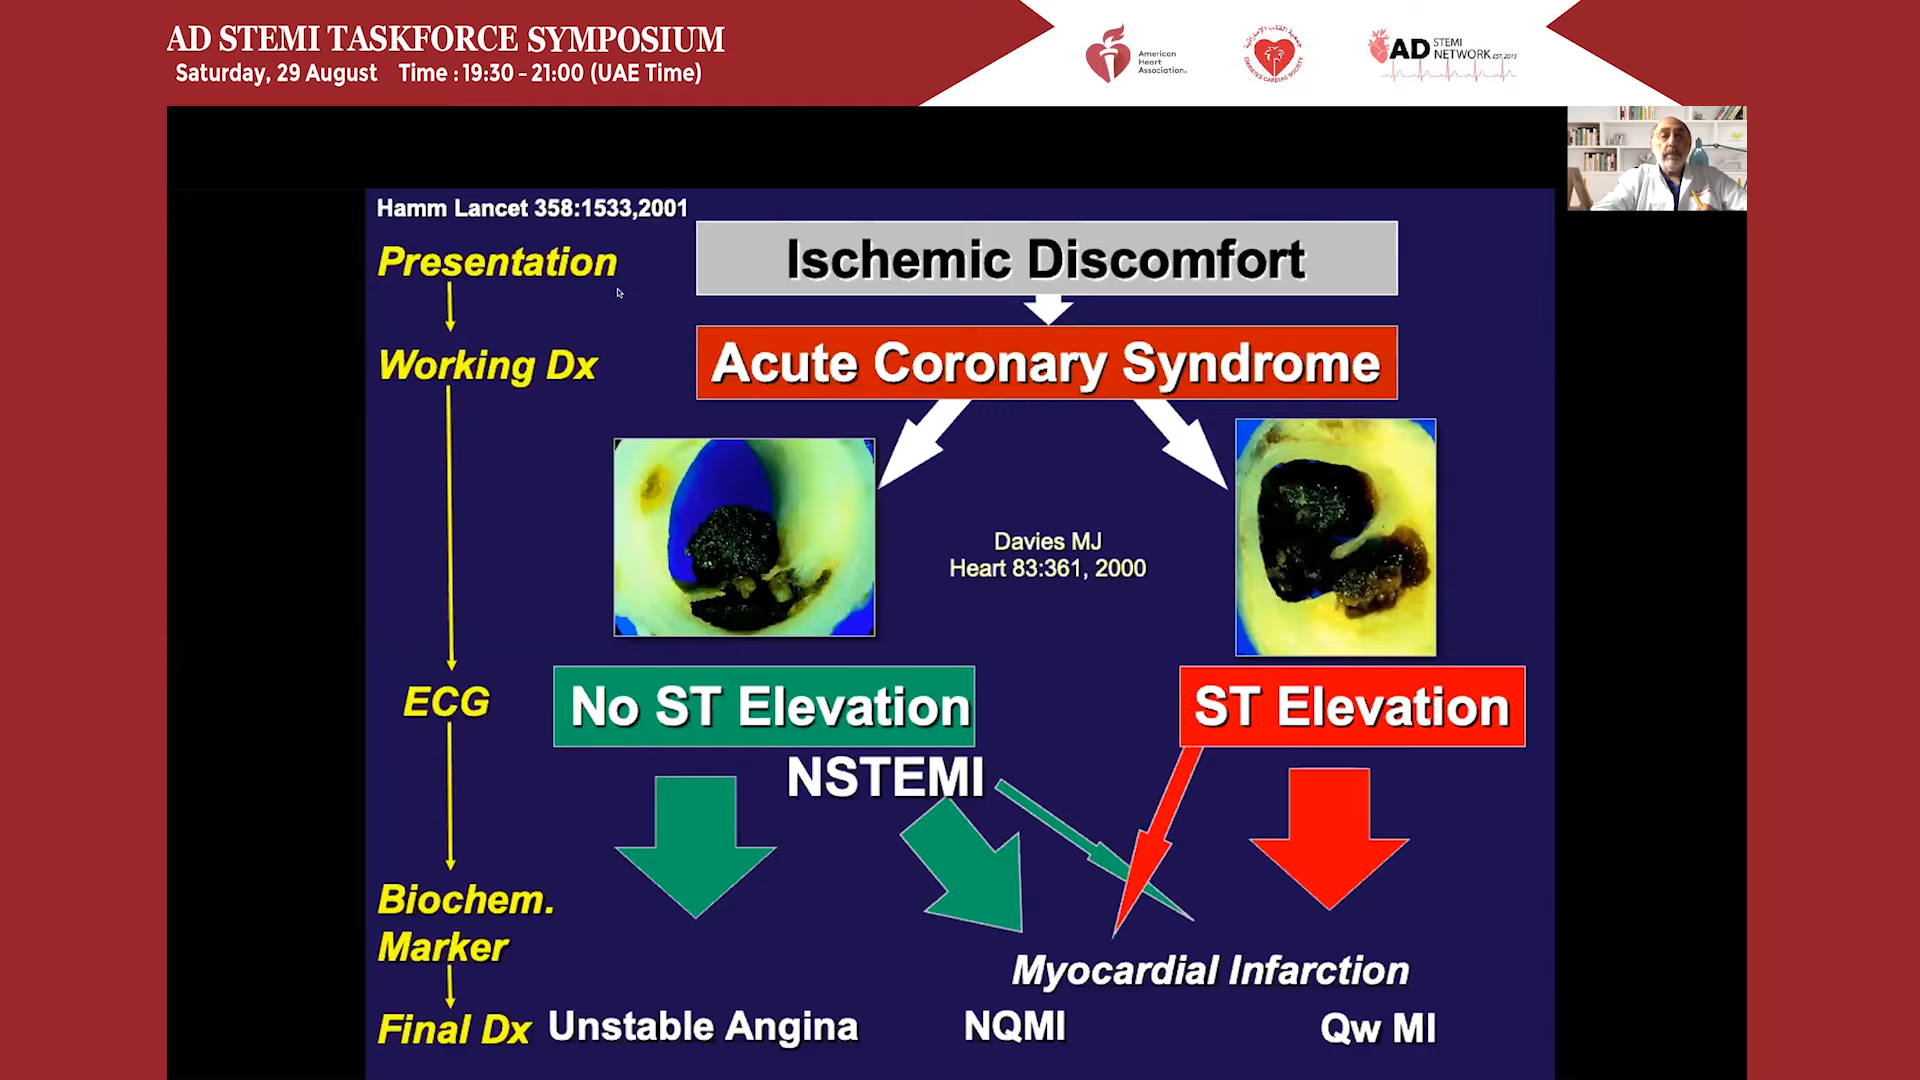 AD STEMI TASKFORCE SYMPOSIUM
Saturday, 29 August Time : 19:30 - 21:00 (UAE Time)
American
Heart
Association®
AD STEMI
NETWORK EST. 2015
Hamm Lancet 358:1533,2001
Presentation
Ischemic Discomfort
Working Dx
Acute Coronary Syndrome
Davies MJ
Heart 83:361, 2000
ECG
No ST Elevation
ST Elevation
NSTEMI
Biochem.
Marker
Myocardial Infarction
Final Dx
Unstable Angina
NQMI
Qw MI